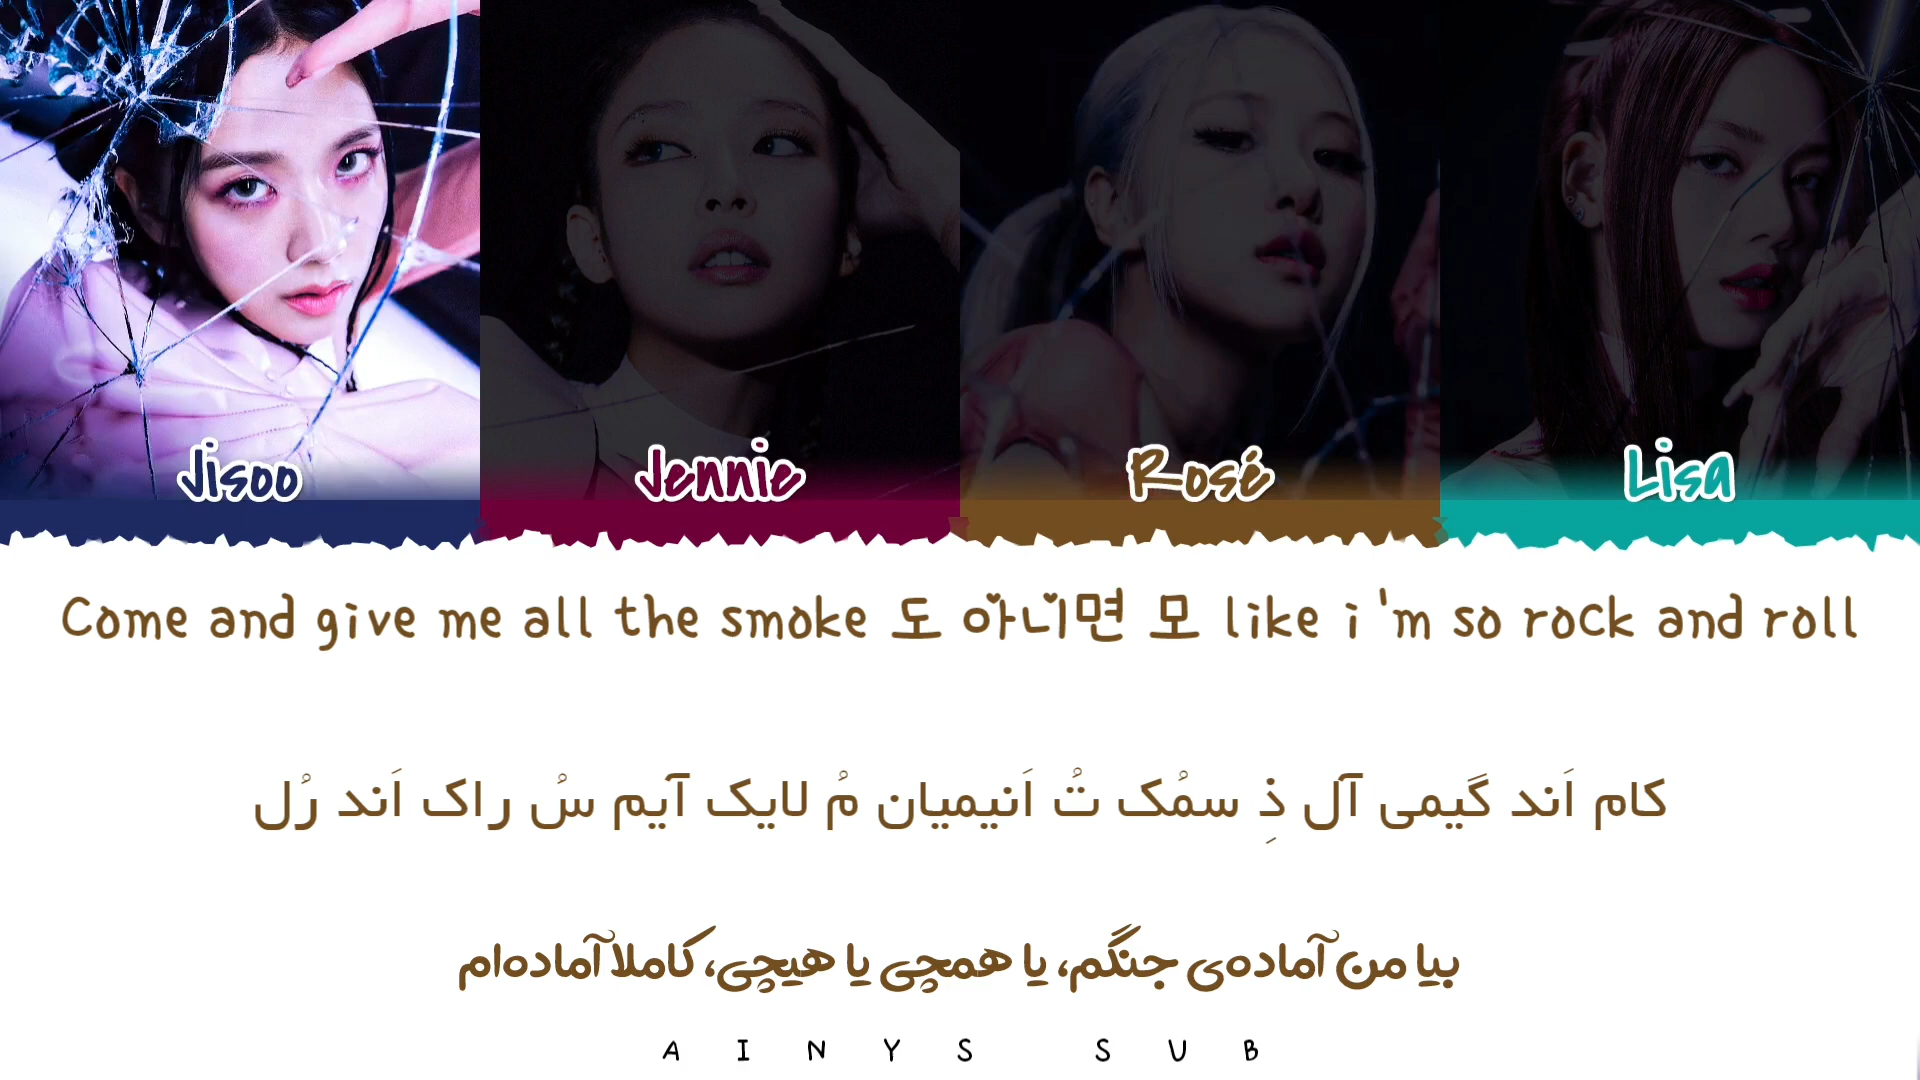 Jisoo
Jennie
Rosé
Lisa
Come and give me all the smoke 도 아니면 모 like i 'm so rock and roll
کام اَند گیمی آل ذِ سمُک تُ اَنیمیان مُ لایک آیم سُ راک اَند رُل
بیا من آماده‌ی جنگم، یا همچی یا هیچی، کاملا آماده‌ام
AINYS SUB